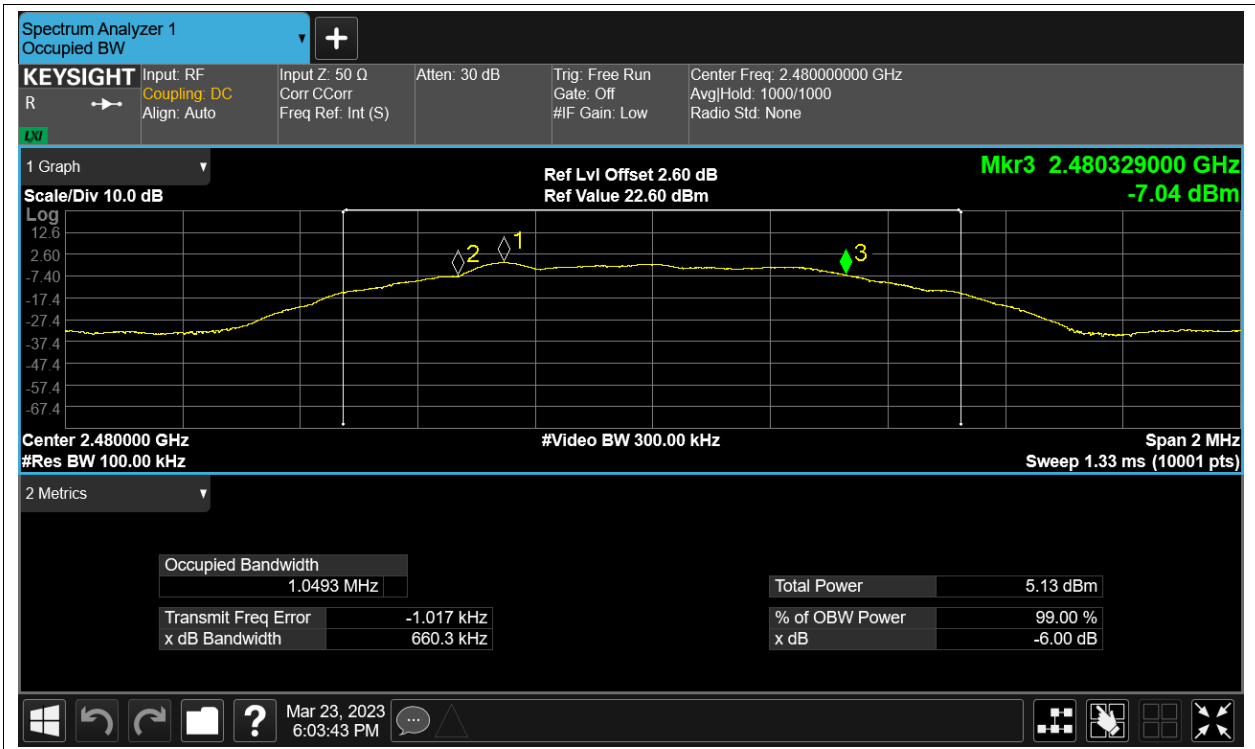 Spectrum Analyzer 1
Occupied BW
▼
+
KEYSIGHT
R
LXI
Input: RF
Coupling: DC
Align: Auto
Input Z: 50 Ω
Corr CCorr
Freq Ref: Int (S)
Atten: 30 dB
Trig: Free Run
Gate: Off
#IF Gain: Low
Center Freq: 2.480000000 GHz
Avg|Hold: 1000/1000
Radio Std: None
1 Graph ▼
Scale/Div 10.0 dB
Ref Lvl Offset 2.60 dB
Ref Value 22.60 dBm
Mkr3 2.480329000 GHz
-7.04 dBm
Log
12.6
2.60
-7.40
-17.4
-27.4
-37.4
-47.4
-57.4
-67.4
2
1
3
Center 2.480000 GHz
#Res BW 100.00 kHz
#Video BW 300.00 kHz
Span 2 MHz
Sweep 1.33 ms (10001 pts)
2 Metrics ▼
Occupied Bandwidth
1.0493 MHz
Transmit Freq Error -1.017 kHz
x dB Bandwidth 660.3 kHz
Total Power 5.13 dBm
% of OBW Power 99.00 %
x dB -6.00 dB
?
Mar 23, 2023
6:03:43 PM